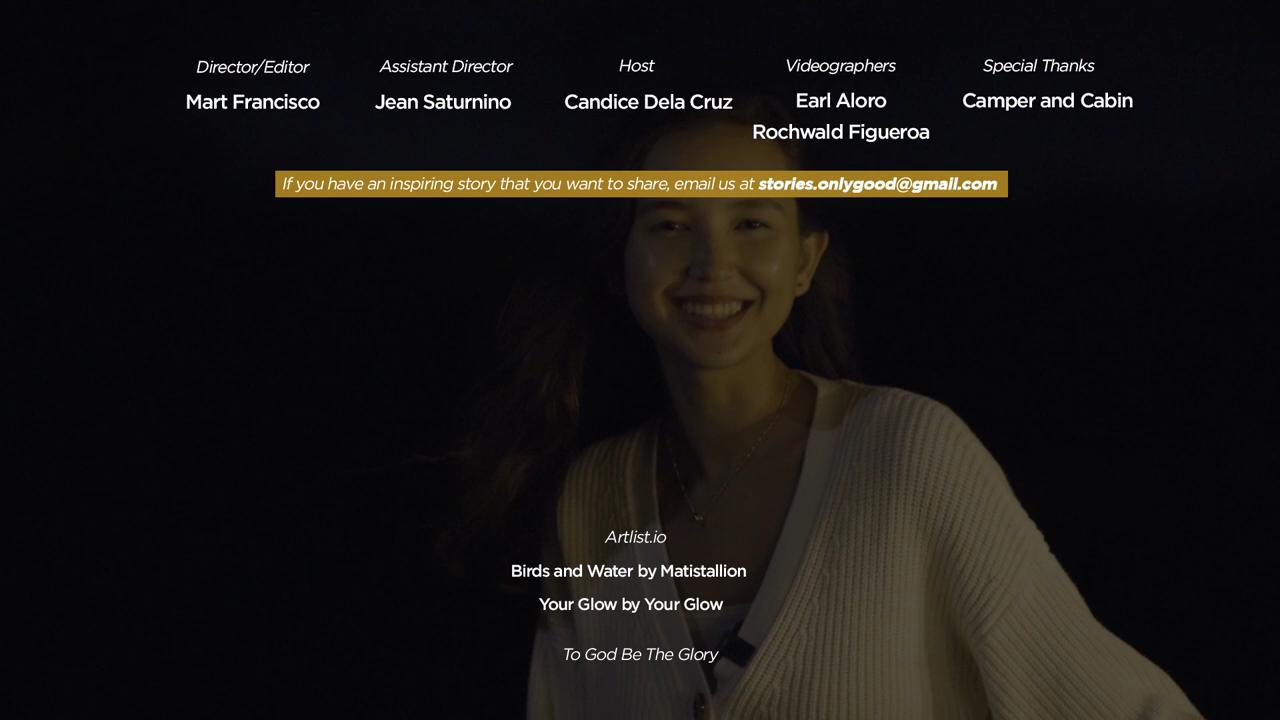 Director/Editor
Mart Francisco
Assistant Director
Jean Saturnino
Host
Candice Dela Cruz
Videographers
Earl Aloro
Rochwald Figueroa
Special Thanks
Camper and Cabin
If you have an inspiring story that you want to share, email us at stories.onlygood@gmail.com
Artlist.io
Birds and Water by Matistallion
Your Glow by Your Glow
To God Be The Glory